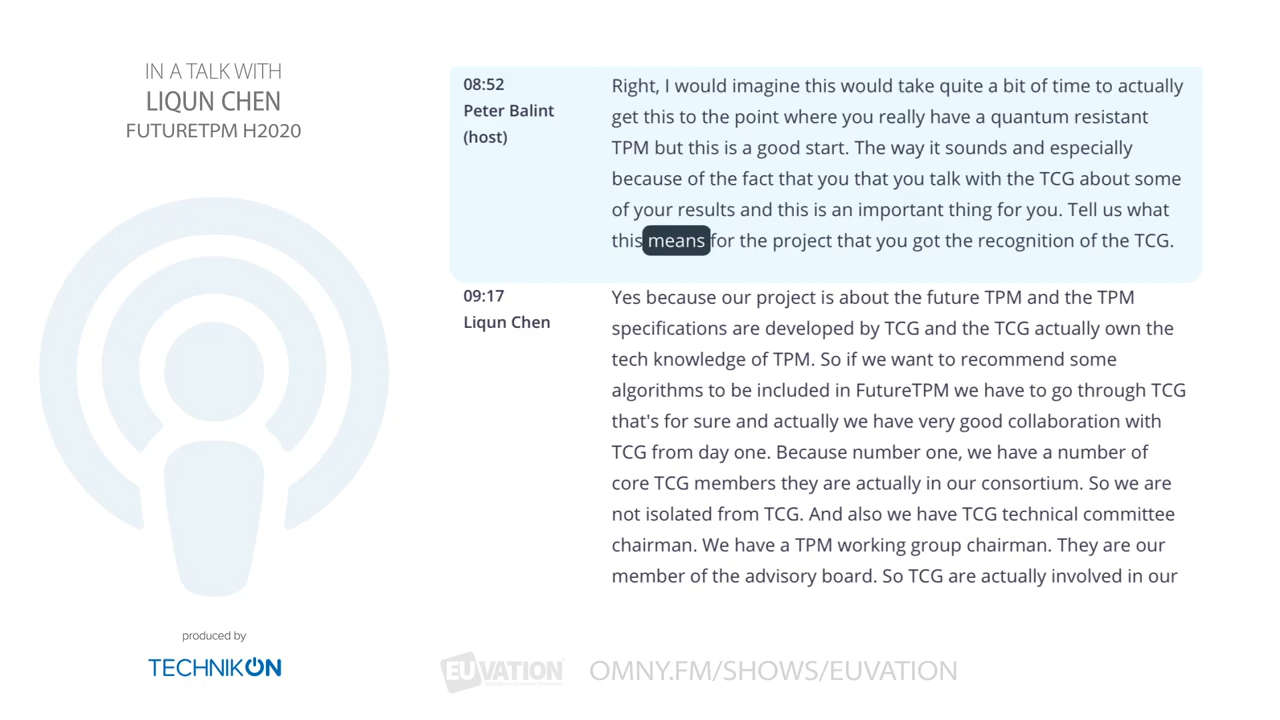 IN A TALK WITH
LIQUN CHEN
FUTURETPM H2020
08:52
Peter Balint
(host)
Right, I would imagine this would take quite a bit of time to actually
get this to the point where you really have a quantum resistant
TPM but this is a good start. The way it sounds and especially
because of the fact that you that you talk with the TCG about some
of your results and this is an important thing for you. Tell us what
this means for the project that you got the recognition of the TCG.
09:17
Liqun Chen
Yes because our project is about the future TPM and the TPM
specifications are developed by TCG and the TCG actually own the
tech knowledge of TPM. So if we want to recommend some
algorithms to be included in FutureTPM we have to go through TCG
that's for sure and actually we have very good collaboration with
TCG from day one. Because number one, we have a number of
core TCG members they are actually in our consortium. So we are
not isolated from TCG. And also we have TCG technical committee
chairman. We have a TPM working group chairman. They are our
member of the advisory board. So TCG are actually involved in our
produced by
TECHNIKON
EUVATION
OMNY.FM/SHOWS/EUVATION